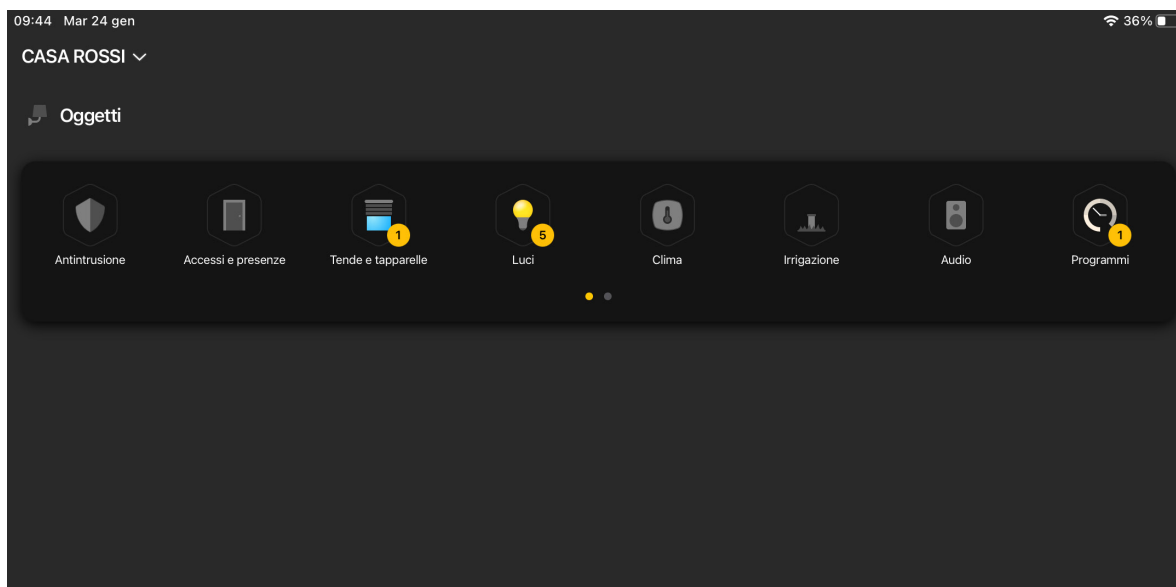 09:44 Mar 24 gen 36%
CASA ROSSI
Oggetti
1 5 1
Antintrusione Accessi e presenze Tende e tapparelle Luci Clima Irrigazione Audio Programmi